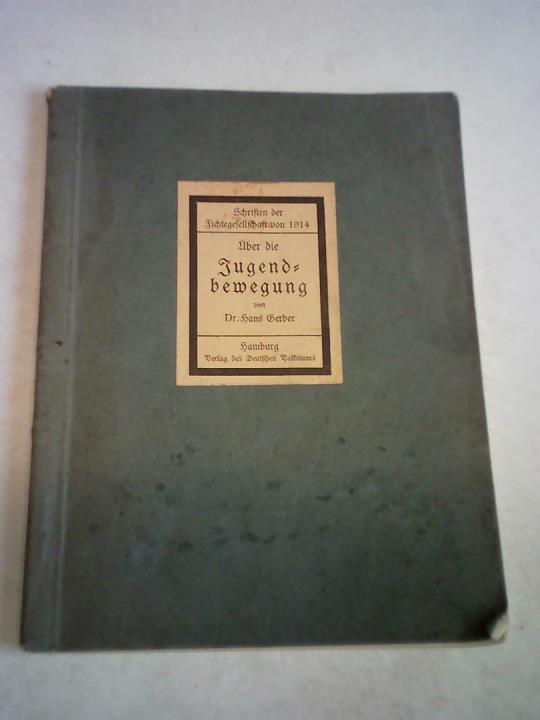 Schriften der
Fichtegesellschaft von 1914
Über die
Jugend-
bewegung
von
Dr. Hans Gerber
Hamburg
Verlag des Deutschen Volkstums